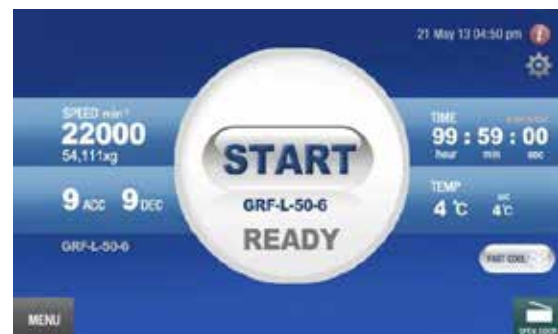 21 May 13 04:50 pm
SPEED min⁻¹
22000
54,111xg
TIME
99 : 59 : 00
hour min sec
START
9 ACC 9 DEC
GRF-L-50-6
READY
TEMP
4 ℃ 4℃
GRF-L-50-6
FAST COOL
MENU
OPEN DOOR